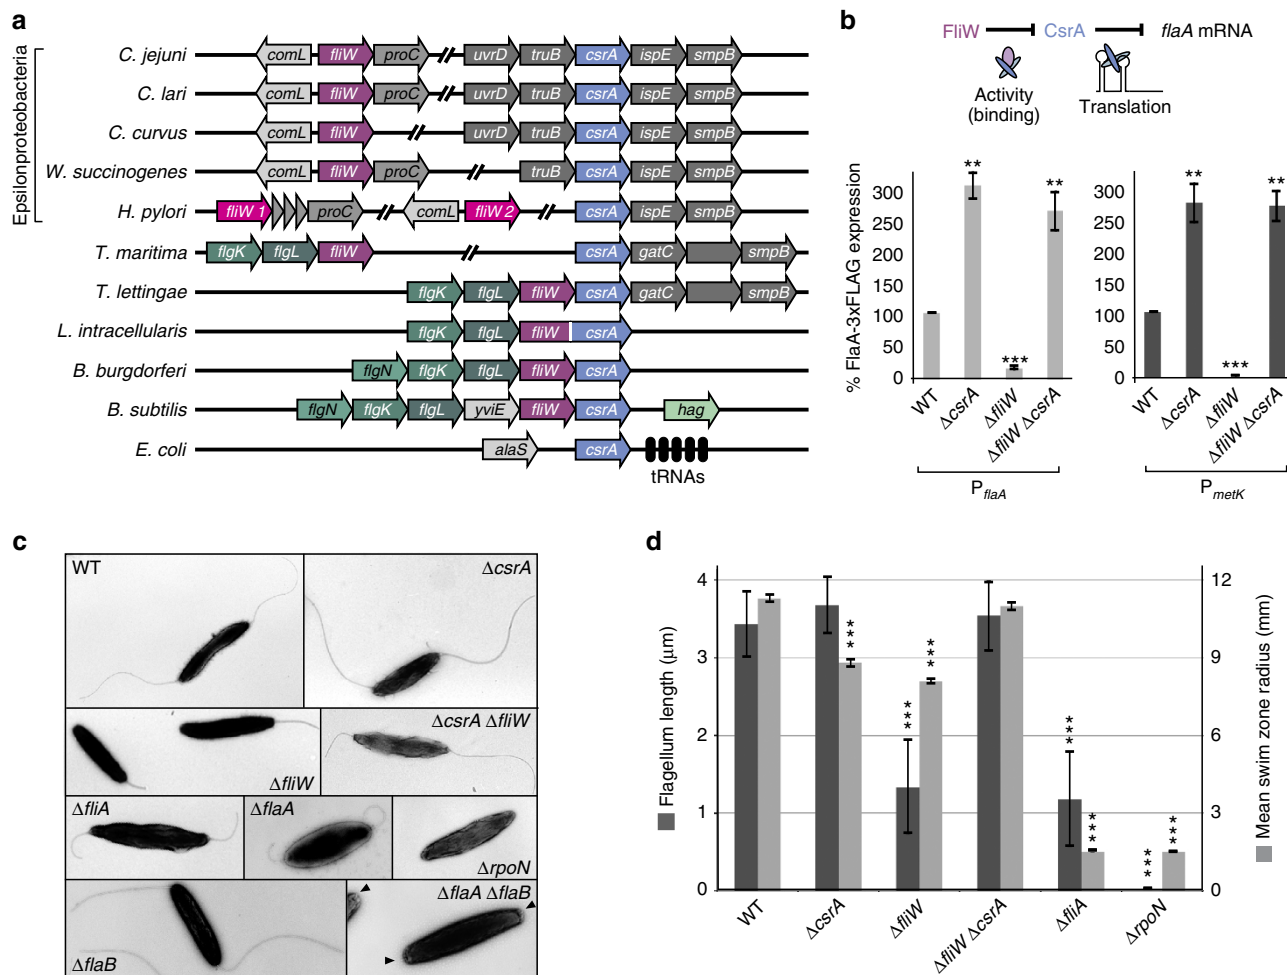 a
Epsilonproteobacteria
C. jejuni comL fliW proC uvrD truB csrA ispE smpB
C. lari comL fliW proC uvrD truB csrA ispE smpB
C. curvus comL fliW uvrD truB csrA ispE smpB
W. succinogenes comL fliW proC truB csrA ispE smpB
H. pylori fliW 1 proC comL fliW 2 csrA ispE smpB
T. maritima flgK flgL fliW csrA gatC smpB
T. lettingae flgK flgL fliW csrA gatC smpB
L. intracellularis flgK flgL fliW csrA
B. burgdorferi flgN flgK flgL fliW csrA
B. subtilis flgN flgK flgL yviE fliW csrA hag
E. coli alaS csrA
tRNAs
b
FliW CsrA flaA mRNA
Activity
(binding)
Translation
% FlaA-3xFLAG expression
300
250
200
150
100
50
0
**
***
**
WT
ΔcsrA
ΔfliW
ΔfliW ΔcsrA
PflaA
300
250
200
150
100
50
0
**
***
**
WT
ΔcsrA
ΔfliW
ΔfliW ΔcsrA
PmetK
c
WT
ΔcsrA
ΔfliW
ΔcsrA ΔfliW
ΔfliA
ΔflaA
ΔrpoN
ΔflaB
ΔflaA ΔflaB
d
Flagellum length (μm)
4
3
2
1
0
***
***
***
***
***
***
***
12
9
6
3
0
Mean swim zone radius (mm)
WT
ΔcsrA
ΔfliW
ΔfliW ΔcsrA
ΔfliA
ΔrpoN